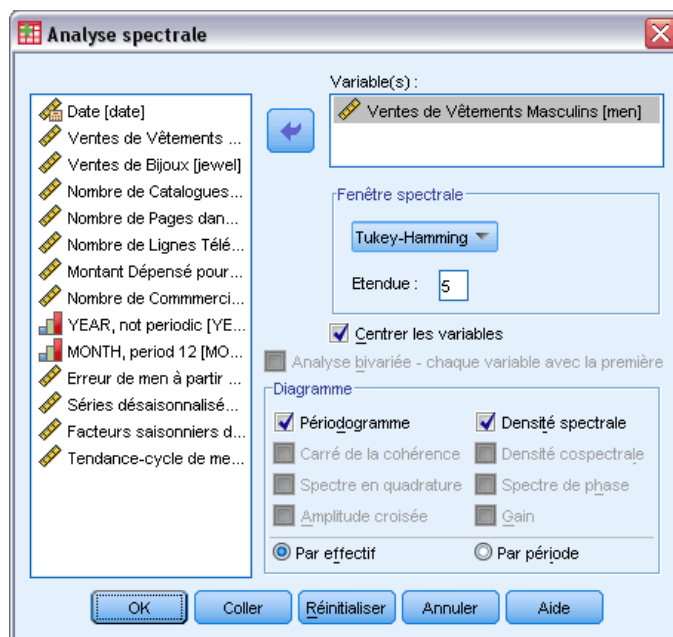 Analyse spectrale
Variable(s) :
Date [date]
Ventes de Vêtements ...
Ventes de Bijoux [jewel]
Nombre de Catalogues...
Nombre de Pages dan...
Nombre de Lignes Télé...
Montant Dépensé pour...
Nombre de Commmerci...
YEAR, not periodic [YE...
MONTH, period 12 [MO...
Erreur de men à partir ...
Séries désaisonnalisé...
Facteurs saisonniers d...
Tendance-cycle de me...
Ventes de Vêtements Masculins [men]
Fenêtre spectrale
Tukey-Hamming
Etendue : 5
Centrer les variables
Analyse bivariée - chaque variable avec la première
Diagramme
Périodogramme
Densité spectrale
Carré de la cohérence
Densité cospectrale
Spectre en quadrature
Spectre de phase
Amplitude croisée
Gain
Par effectif
Par période
OK
Coller
Réinitialiser
Annuler
Aide